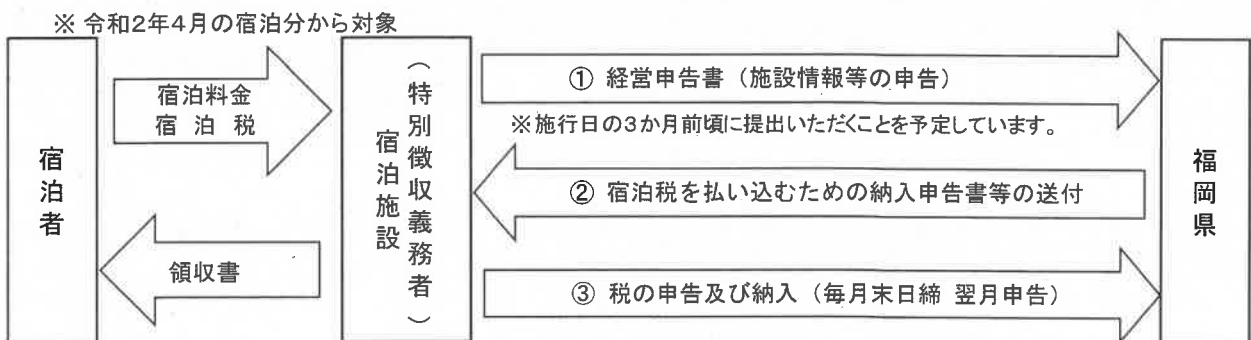 ※ 令和2年4月の宿泊分から対象
宿泊者
宿泊料金
宿 泊 税
領収書
宿泊施設
（特別徴収義務者）
① 経営申告書（施設情報等の申告）
※施行日の3か月前頃に提出いただくことを予定しています。
② 宿泊税を払い込むための納入申告書等の送付
③ 税の申告及び納入（毎月末日締 翌月申告）
福岡県